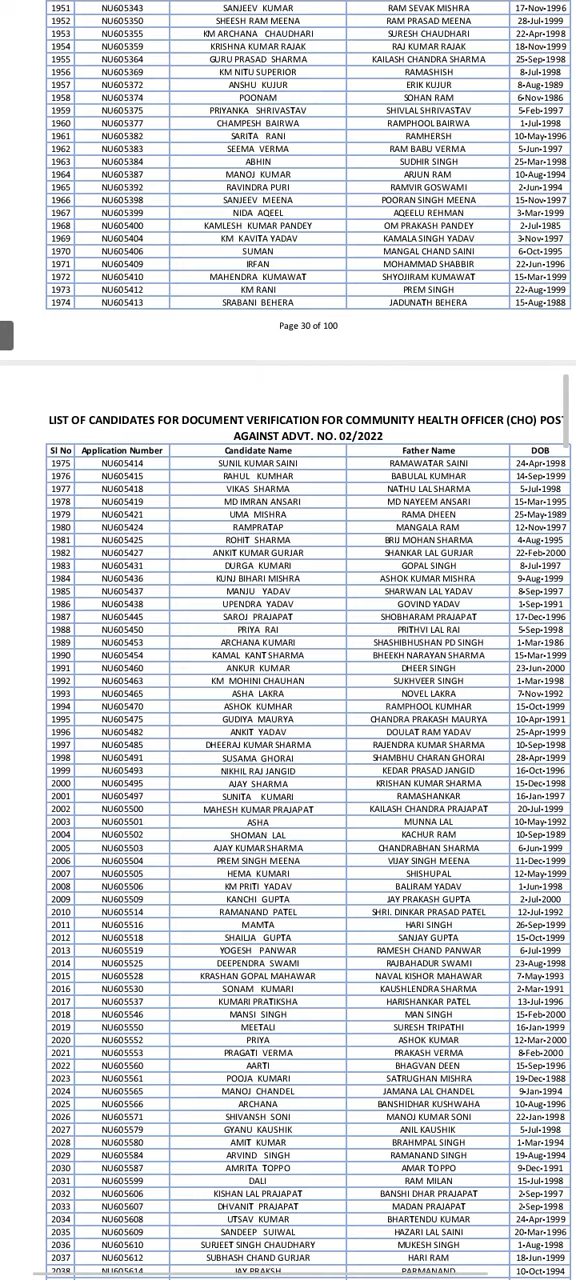 1951 NU605343 SANJEEV KUMAR RAM SEVAK MISHRA 17-Nov-1996
1952 NU605350 SHEESH RAM MEENA RAM PRASAD MEENA 28-Jul-1999
1953 NU605355 KM ARCHANA CHAUDHARI SURESH CHAUDHARI 22-Apr-1998
1954 NU605359 KRISHNA KUMAR RAJAK RAJ KUMAR RAJAK 18-Nov-1999
1955 NU605364 GURU PRASAD SHARMA KAILASH CHANDRA SHARMA 25-Sep-1998
1956 NU605369 KM NITU SUPERIOR RAMASHISH 8-Jul-1998
1957 NU605372 ANSHU KUJUR ERIK KUJUR 8-Aug-1989
1958 NU605374 POONAM SOHAN RAM 6-Nov-1986
1959 NU605375 PRIYANKA SHRIVASTAV SHIVLAL SHRIVASTAV 5-Feb-1997
1960 NU605377 CHAMPESH BAIRWA RAMPHOOL BAIRWA 1-Jul-1998
1961 NU605382 SARITA RANI RAMHERSH 10-May-1996
1962 NU605383 SEEMA VERMA RAM BABU VERMA 5-Jun-1997
1963 NU605384 ABHIN SUDHIR SINGH 25-Mar-1998
1964 NU605387 MANOJ KUMAR ARJUN RAM 10-Aug-1994
1965 NU605392 RAVINDRA PURI RAMVIR GOSWAMI 2-Jun-1994
1966 NU605398 SANJEEV MEENA POORAN SINGH MEENA 15-Nov-1997
1967 NU605399 NIDA AQEEL AQEELU REHMAN 3-Mar-1999
1968 NU605400 KAMLESH KUMAR PANDEY OM PRAKASH PANDEY 2-Jul-1985
1969 NU605404 KM KAVITA YADAV KAMALA SINGH YADAV 3-Nov-1997
1970 NU605406 SUMAN MANGAL CHAND SAINI 6-Oct-1995
1971 NU605409 IRFAN MOHAMMAD SHABBIR 22-Jun-1996
1972 NU605410 MAHENDRA KUMAWAT SHYOJIRAM KUMAWAT 15-Mar-1999
1973 NU605412 KM RANI PREM SINGH 22-Aug-1999
1974 NU605413 SRABANI BEHERA JADUNATH BEHERA 15-Aug-1988
Page 30 of 100
LIST OF CANDIDATES FOR DOCUMENT VERIFICATION FOR COMMUNITY HEALTH OFFICER (CHO) POST
AGAINST ADVT. NO. 02/2022
Sl No Application Number Candidate Name Father Name DOB
1975 NU605414 SUNIL KUMAR SAINI RAMAWATAR SAINI 24-Apr-1998
1976 NU605415 RAHUL KUMHAR BABULAL KUMHAR 14-Sep-1999
1977 NU605418 VIKAS SHARMA NATHU LAL SHARMA 5-Jul-1998
1978 NU605419 MD IMRAN ANSARI MD NAYEEM ANSARI 15-Mar-1995
1979 NU605421 UMA MISHRA RAMA DHEEN 25-May-1989
1980 NU605424 RAMPRATAP MANGALA RAM 12-Nov-1997
1981 NU605425 ROHIT SHARMA BRIJ MOHAN SHARMA 4-Aug-1995
1982 NU605427 ANKIT KUMAR GURJAR SHANKAR LAL GURJAR 22-Feb-2000
1983 NU605431 DURGA KUMARI GOPAL SINGH 8-Jul-1997
1984 NU605436 KUNJ BIHARI MISHRA ASHOK KUMAR MISHRA 9-Aug-1999
1985 NU605437 MANJU YADAV SHARWAN LAL YADAV 8-Sep-1997
1986 NU605438 UPENDRA YADAV GOVIND YADAV 1-Sep-1991
1987 NU605445 SAROJ PRAJAPAT SHOBHARAM PRAJAPAT 17-Dec-1996
1988 NU605450 PRIYA RAI PRITHVI LAL RAI 5-Sep-1998
1989 NU605453 ARCHANA KUMARI SHASHIBHUSHAN PD SINGH 1-Mar-1986
1990 NU605454 KAMAL KANT SHARMA BHEEKH NARAYAN SHARMA 15-Mar-1999
1991 NU605460 ANKUR KUMAR DHEER SINGH 23-Jun-2000
1992 NU605463 KM MOHINI CHAUHAN SUKHVEER SINGH 1-Mar-1998
1993 NU605465 ASHA LAKRA NOVEL LAKRA 7-Nov-1992
1994 NU605470 ASHOK KUMHAR RAMPHOOL KUMHAR 15-Oct-1999
1995 NU605475 GUDIYA MAURYA CHANDRA PRAKASH MAURYA 10-Apr-1991
1996 NU605482 ANKIT YADAV DOULAT RAM YADAV 25-Apr-1999
1997 NU605485 DHEERAJ KUMAR SHARMA RAJENDRA KUMAR SHARMA 10-Sep-1998
1998 NU605491 SUSAMA GHORAI SHAMBHU CHARAN GHORAI 28-Apr-1999
1999 NU605493 NIKHIL RAJ JANGID KEDAR PRASAD JANGID 16-Oct-1996
2000 NU605495 AJAY SHARMA KRISHAN KUMAR SHARMA 15-Dec-1998
2001 NU605497 SUNITA KUMARI RAMASHANKAR 16-Jan-1997
2002 NU605500 MAHESH KUMAR PRAJAPAT KAILASH CHANDRA PRAJAPAT 20-Jul-1999
2003 NU605501 ASHA MUNNA LAL 10-May-1992
2004 NU605502 SHOMAN LAL KACHUR RAM 10-Sep-1989
2005 NU605503 AJAY KUMAR SHARMA CHANDRABHAN SHARMA 6-Jun-1999
2006 NU605504 PREM SINGH MEENA VIJAY SINGH MEENA 11-Dec-1999
2007 NU605505 HEMA KUMARI SHISHUPAL 12-May-1999
2008 NU605506 KM PRITI YADAV BALIRAM YADAV 1-Jun-1998
2009 NU605509 KANCHI GUPTA JAY PRAKASH GUPTA 2-Jul-2000
2010 NU605514 RAMANAND PATEL SHRI. DINKAR PRASAD PATEL 12-Jul-1992
2011 NU605516 MAMTA HARI SINGH 26-Sep-1999
2012 NU605518 SHAILJA GUPTA SANJAY GUPTA 15-Oct-1999
2013 NU605519 YOGESH PANWAR RAMESH CHAND PANWAR 6-Jul-1999
2014 NU605525 DEEPENDRA SWAMI RAJBAHADUR SWAMI 23-Aug-1998
2015 NU605528 KRASHAN GOPAL MAHAWAR NAVAL KISHOR MAHAWAR 7-May-1993
2016 NU605530 SONAM KUMARI KAUSHLENDRA SHARMA 2-Mar-1991
2017 NU605537 KUMARI PRATIKSHA HARISHANKAR PATEL 13-Jul-1996
2018 NU605546 MANSI SINGH MAN SINGH 15-Feb-2000
2019 NU605550 MEETALI SURESH TRIPATHI 16-Jan-1999
2020 NU605552 PRIYA ASHOK KUMAR 12-Mar-2000
2021 NU605553 PRAGATI VERMA PRAKASH VERMA 8-Feb-2000
2022 NU605560 AARTI BHAGVAN DEEN 15-Sep-1996
2023 NU605561 POOJA KUMARI SATRUGHAN MISHRA 19-Dec-1988
2024 NU605565 MANOJ CHANDEL JAMANA LAL CHANDEL 9-Jan-1994
2025 NU605566 ARCHANA BANSHIDHAR KUSHWAHA 10-Aug-1996
2026 NU605571 SHIVANSH SONI MANOJ KUMAR SONI 22-Jan-1998
2027 NU605579 GYANU KAUSHIK ANIL KAUSHIK 5-Jul-1998
2028 NU605580 AMIT KUMAR BRAHMPAL SINGH 1-Mar-1994
2029 NU605584 ARVIND SINGH RAMANAND SINGH 19-Aug-1994
2030 NU605587 AMRITA TOPPO AMAR TOPPO 9-Dec-1991
2031 NU605599 DALI RAM MILAN 15-Jul-1998
2032 NU605606 KISHAN LAL PRAJAPAT BANSHI DHAR PRAJAPAT 2-Sep-1997
2033 NU605607 DHVANIT PRAJAPAT MADAN PRAJAPAT 2-Sep-1998
2034 NU605608 UTSAV KUMAR BHARTENDU KUMAR 24-Apr-1999
2035 NU605609 SANDEEP SUIWAL HAZARI LAL SAINI 20-Mar-1996
2036 NU605610 SURJEET SINGH CHAUDHARY MUKESH SINGH 1-Aug-1998
2037 NU605612 SUBHASH CHAND GURJAR HARI RAM 18-Jun-1999
2038 NU605614 JAY PRAKSH PARMANAND 10-Oct-1994